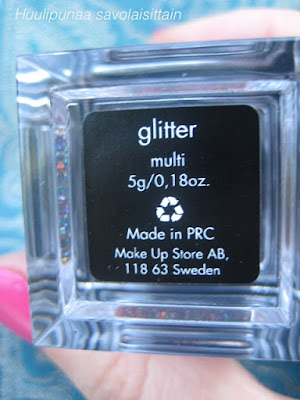 Huulipunaa savolaisittain
glitter
multi
5g/0,18oz.
Made in PRC
Make Up Store AB,
118 63 Sweden